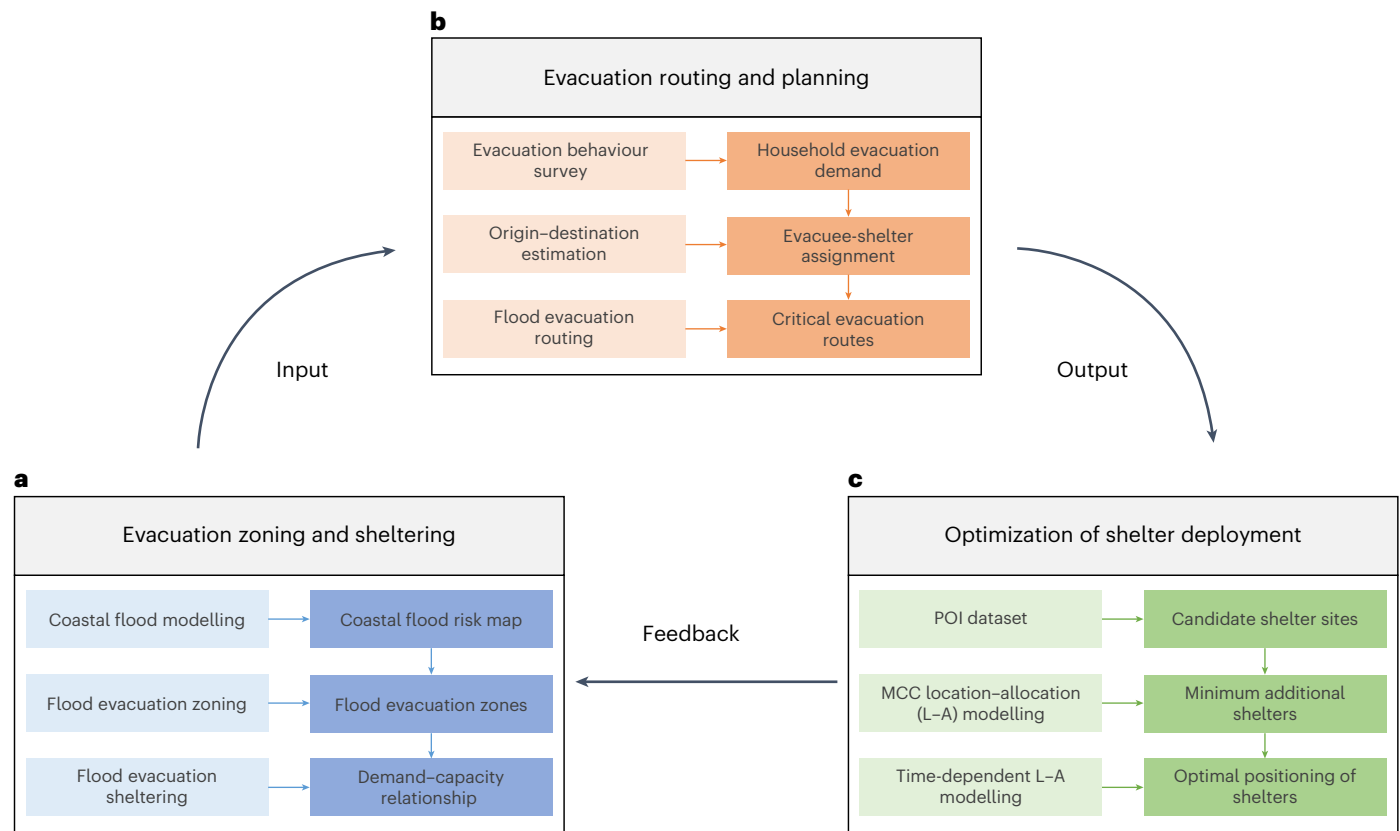 b
Evacuation routing and planning
Evacuation behaviour
survey
Household evacuation
demand
Origin–destination
estimation
Evacuee-shelter
assignment
Flood evacuation
routing
Critical evacuation
routes
Input
Output
a
Evacuation zoning and sheltering
Coastal flood modelling
Coastal flood risk map
Flood evacuation zoning
Flood evacuation zones
Flood evacuation
sheltering
Demand–capacity
relationship
Feedback
c
Optimization of shelter deployment
POI dataset
Candidate shelter sites
MCC location–allocation
(L–A) modelling
Minimum additional
shelters
Time-dependent L–A
modelling
Optimal positioning of
shelters